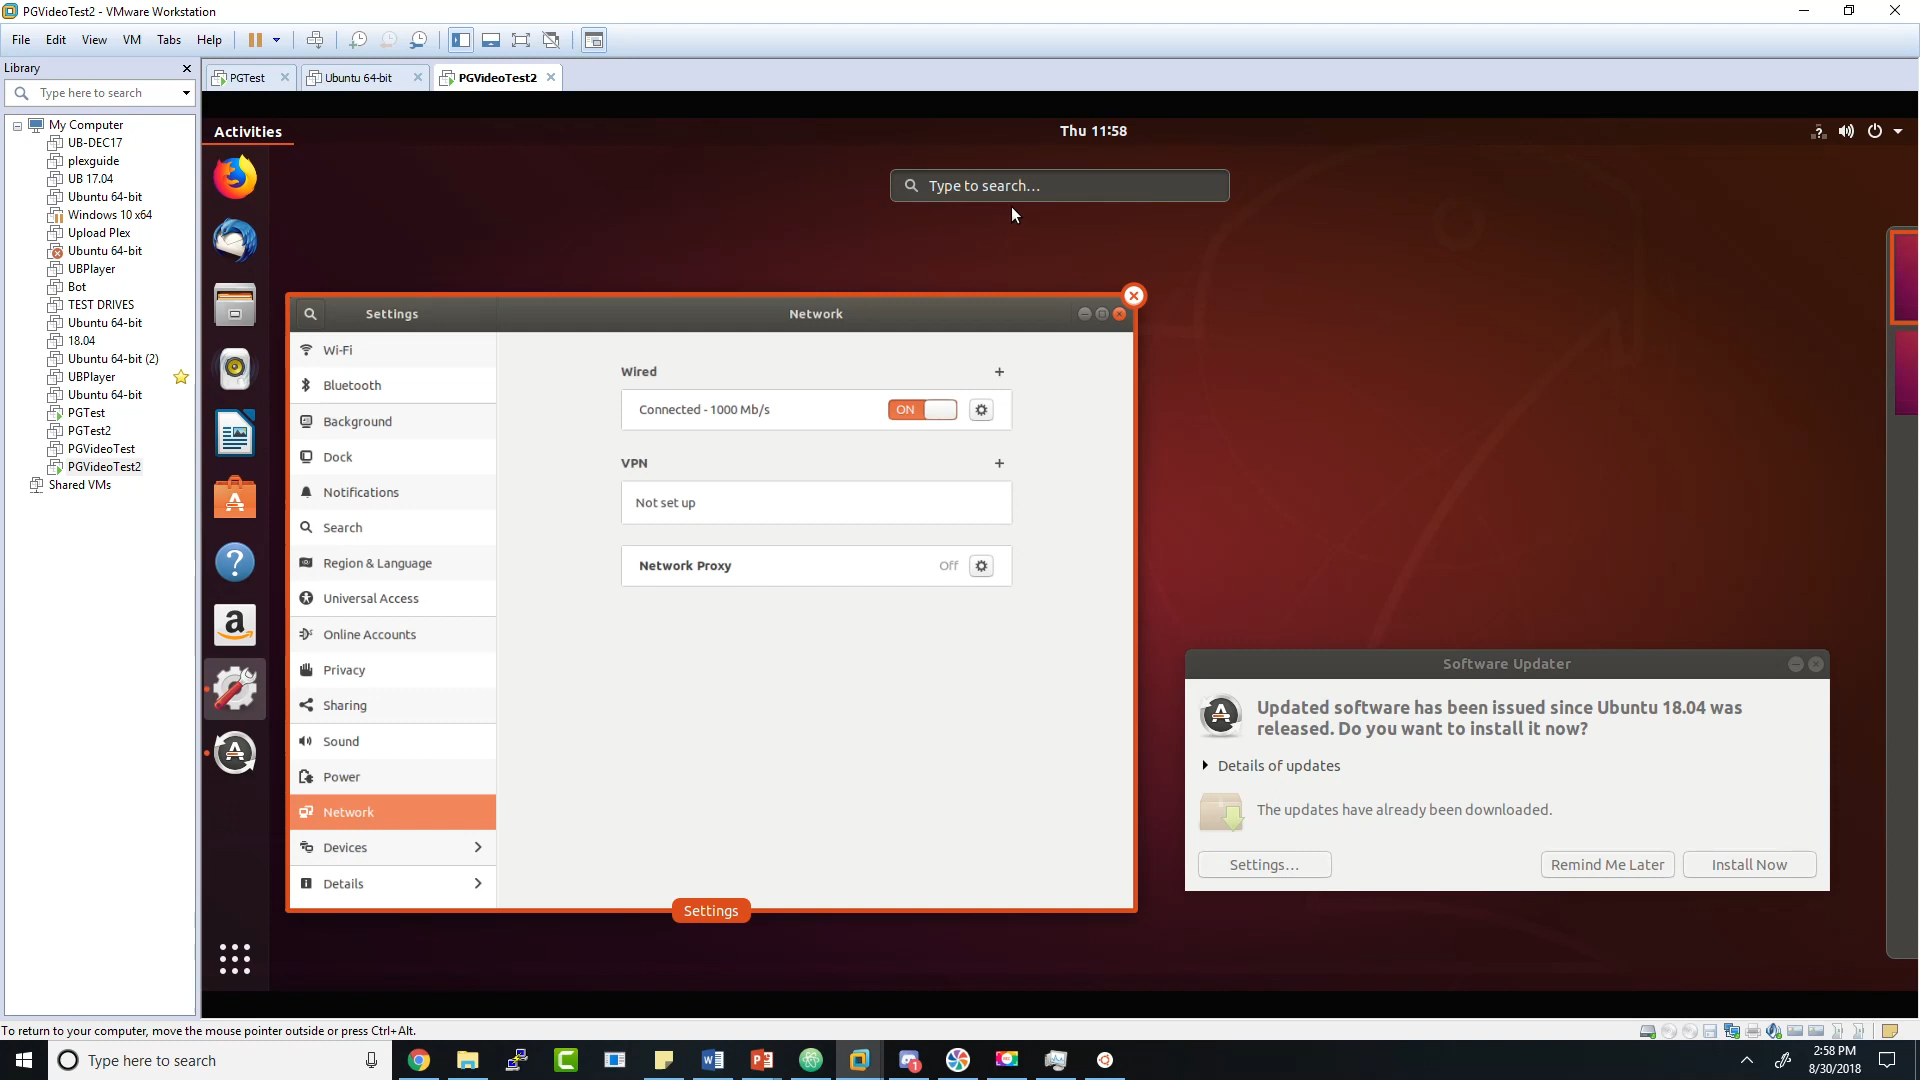 PGVideoTest2 - VMware Workstation
File Edit View VM Tabs Help
Library
Type here to search
My Computer
UB-DEC17
plexguide
UB 17.04
Ubuntu 64-bit
Windows 10 x64
Upload Plex
Ubuntu 64-bit
UBPlayer
Bot
TEST DRIVES
Ubuntu 64-bit
18.04
Ubuntu 64-bit (2)
UBPlayer
Ubuntu 64-bit
PGTest
PGTest2
PGVideoTest
PGVideoTest2
Shared VMs
PGTest
Ubuntu 64-bit
PGVideoTest2
Activities
Thu 11:58
Type to search...
Settings
Network
Wi-Fi
Bluetooth
Background
Dock
Notifications
Search
Region & Language
Universal Access
Online Accounts
Privacy
Sharing
Sound
Power
Network
Devices
Details
Wired
Connected - 1000 Mb/s ON
VPN
Not set up
Network Proxy Off
Settings
Software Updater
Updated software has been issued since Ubuntu 18.04 was
released. Do you want to install it now?
Details of updates
The updates have already been downloaded.
Settings...
Remind Me Later
Install Now
To return to your computer, move the mouse pointer outside or press Ctrl+Alt.
Type here to search
2:58 PM
8/30/2018